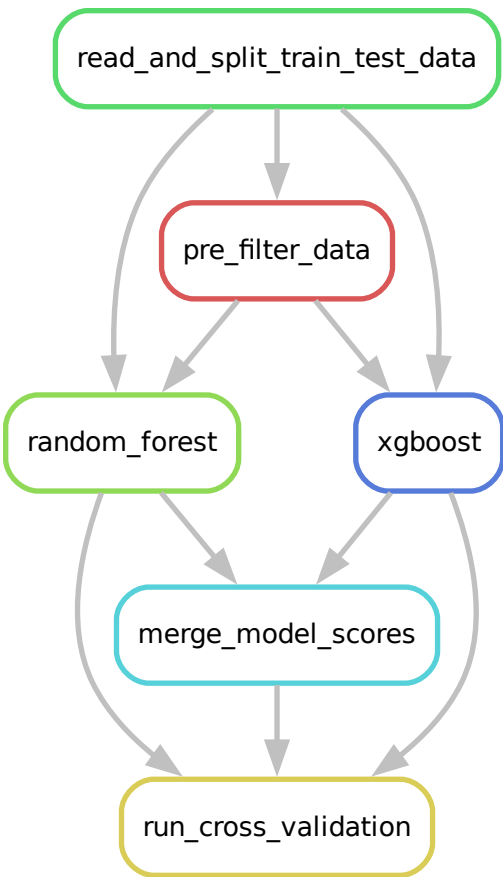 read_and_split_train_test_data
pre_filter_data
random_forest
xgboost
merge_model_scores
run_cross_validation